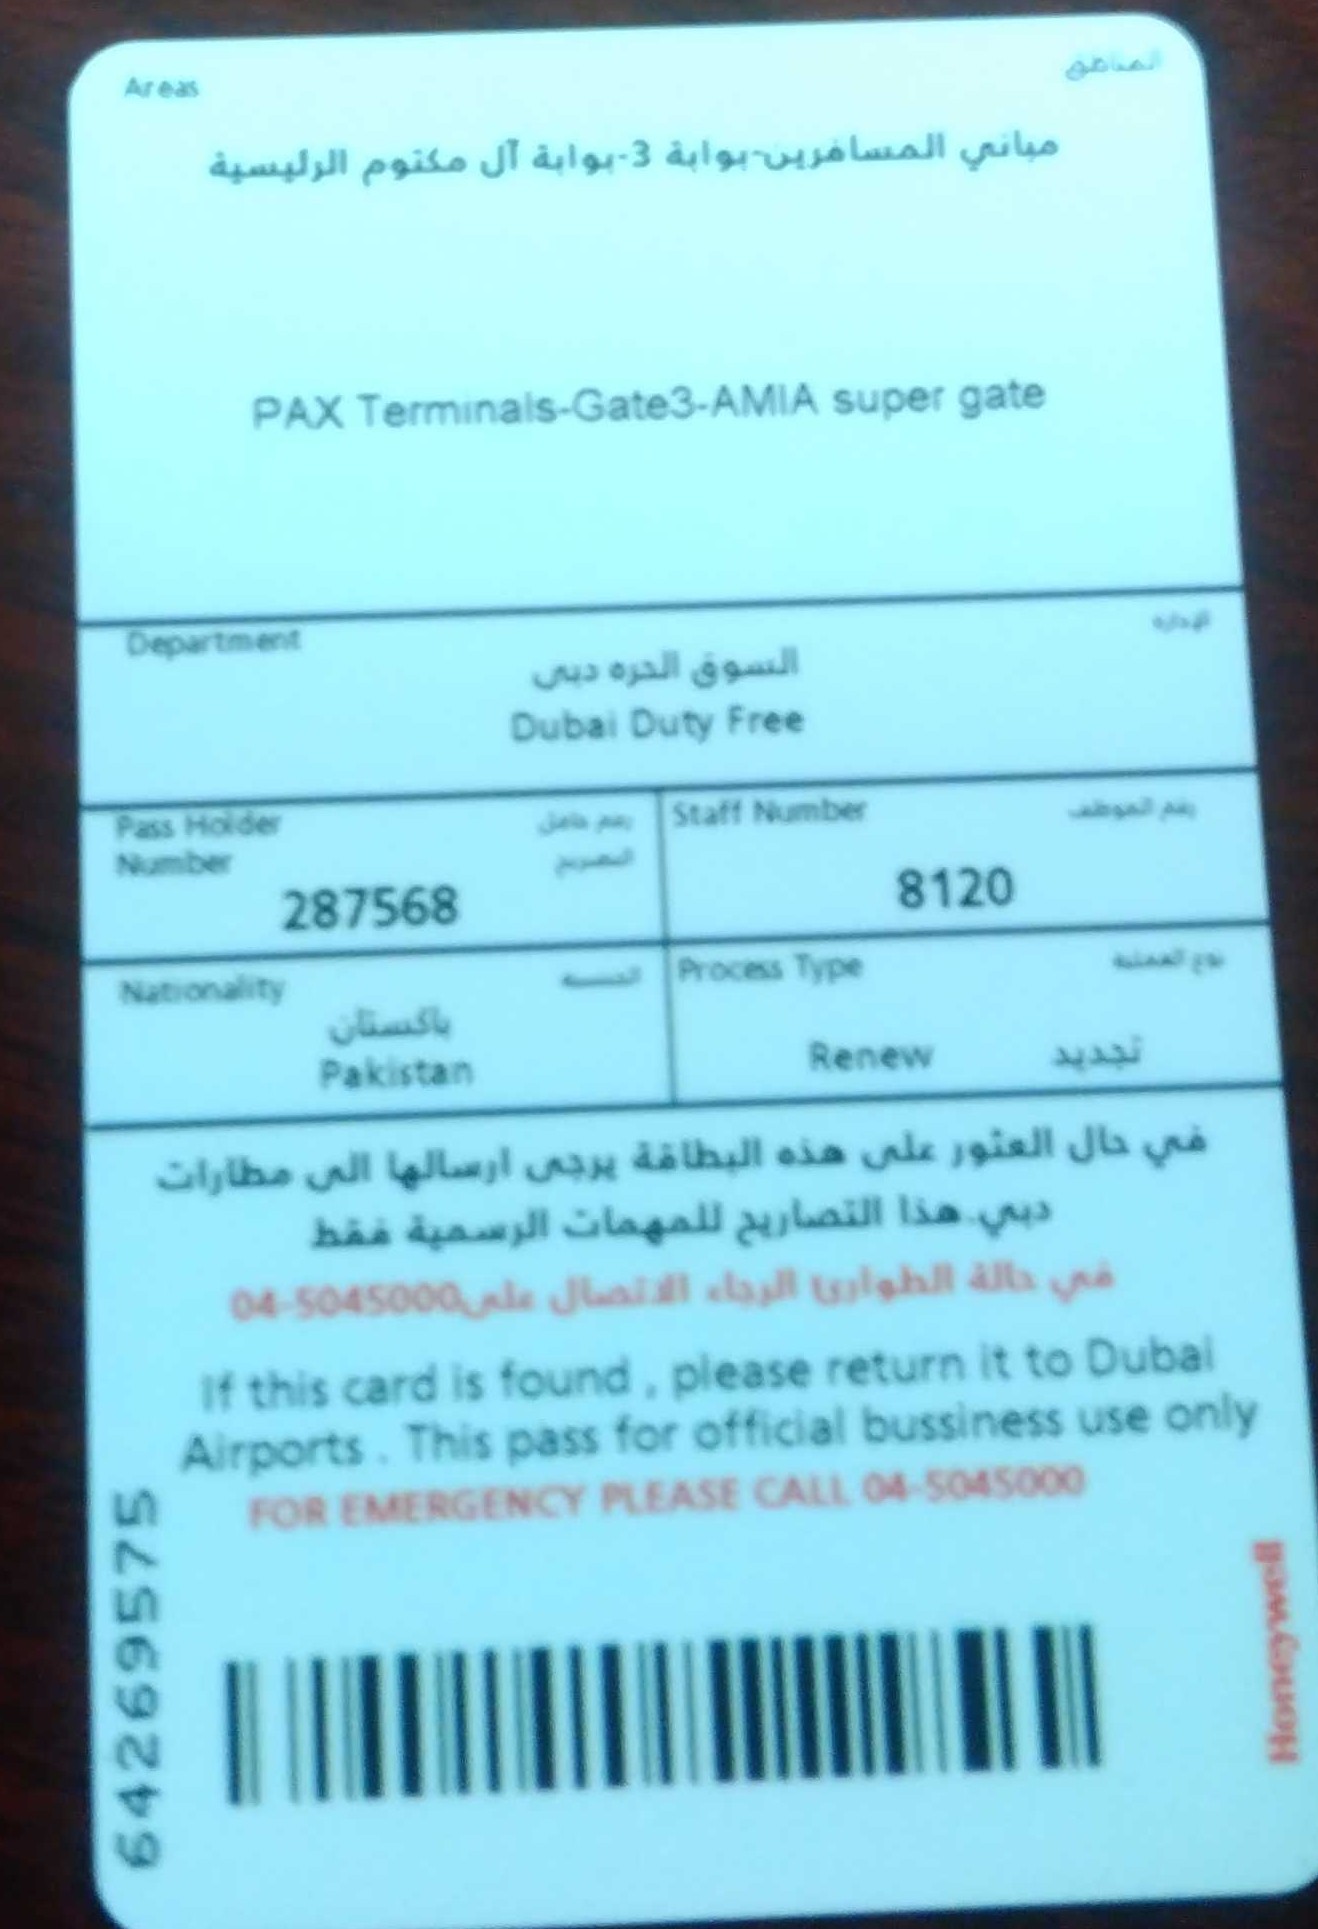 Areas
المناطق
مباني المسافرين-بوابة 3-بوابة آل مكتوم الرئيسية
PAX Terminals-Gate3-AMIA super gate
Department
الإدارة
السوق الحره دبى
Dubai Duty Free
Pass Holder
Number
رقم حامل
التصريح
287568
Staff Number
رقم الموظف
8120
Nationality
الجنسية
باكستان
Pakistan
Process Type
نوع العملية
Renew
تجديد
في حال العثور على هذه البطاقة يرجى ارسالها الى مطارات
دبي.هذا التصاريح للمهمات الرسمية فقط
في حالة الطوارئ الرجاء الاتصال على04-5045000
If this card is found , please return it to Dubai
Airports . This pass for official bussiness use only
FOR EMERGENCY PLEASE CALL 04-5045000
64269575
Honeywell